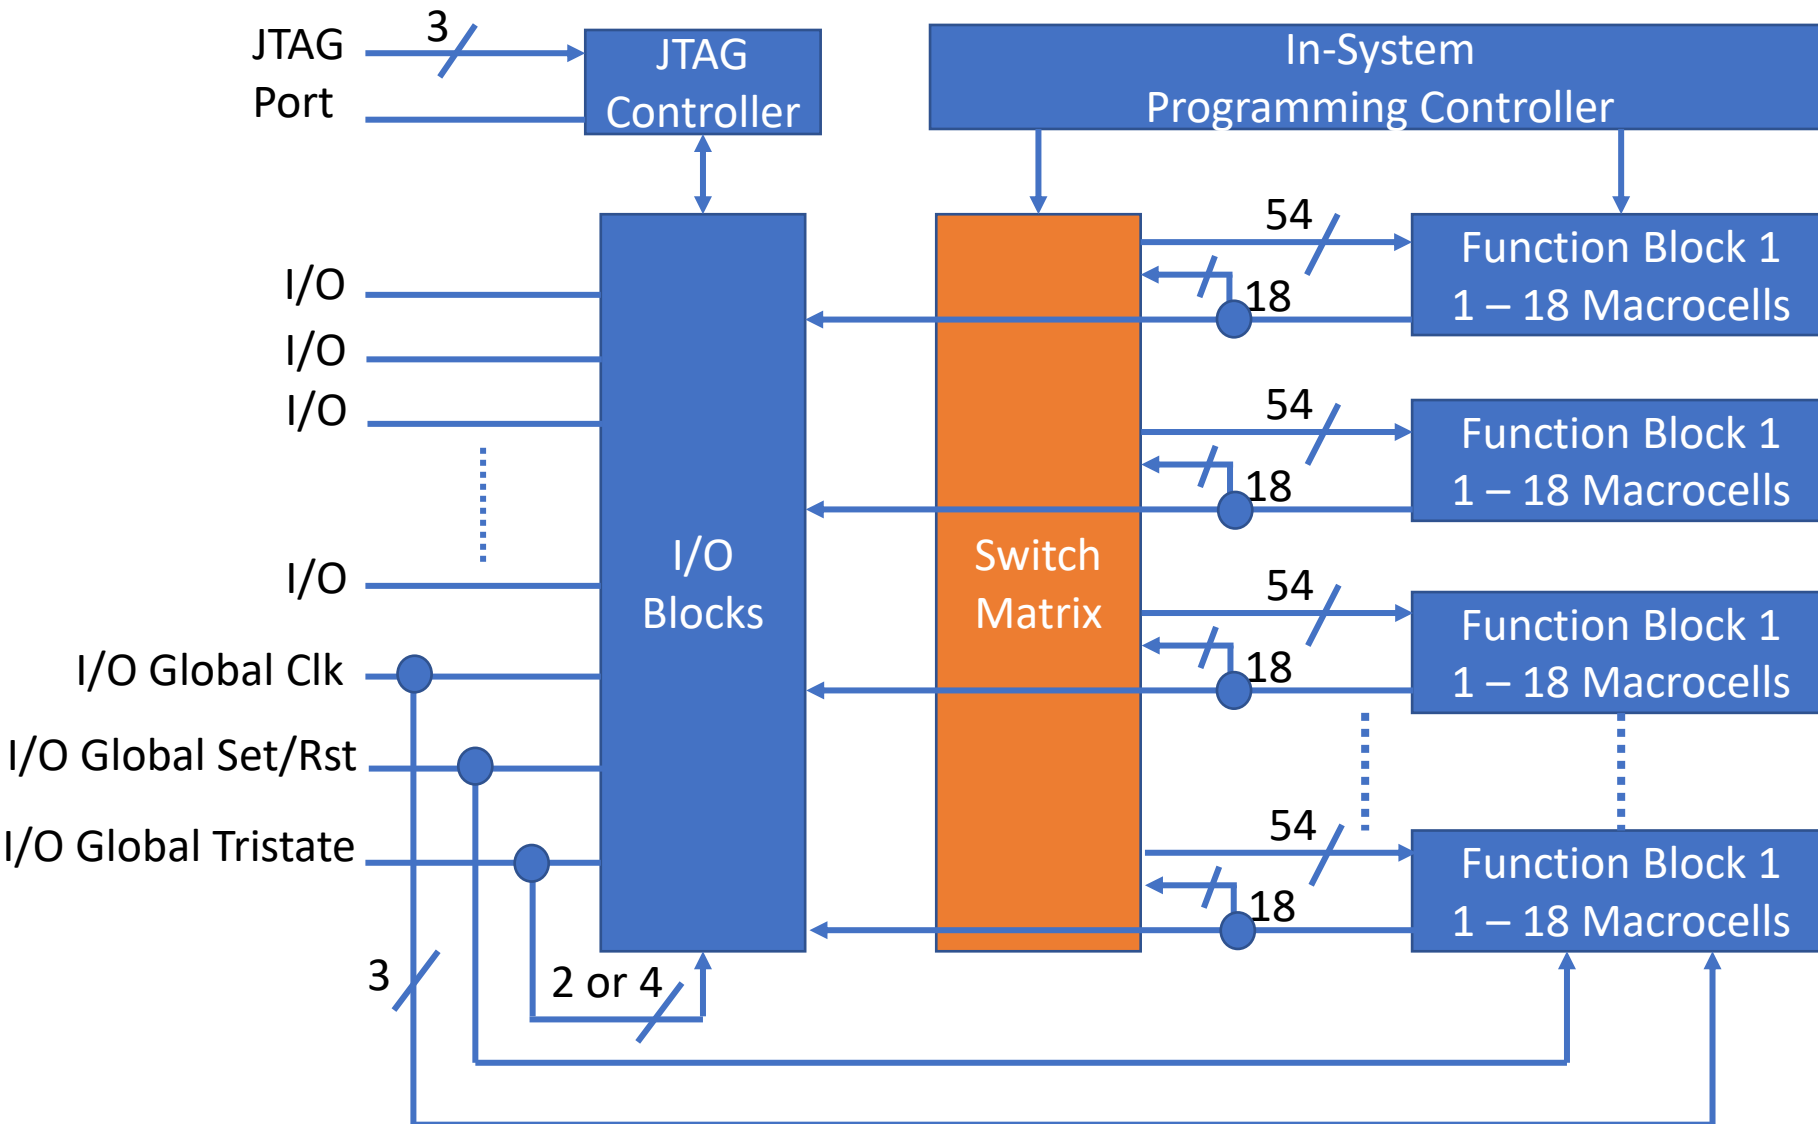 JTAG
Port
3
JTAG
Controller
In-System
Programming Controller
I/O
I/O
I/O
I/O
I/O Global Clk
I/O Global Set/Rst
I/O Global Tristate
3
2 or 4
I/O
Blocks
Switch
Matrix
54
18
Function Block 1
1 – 18 Macrocells
54
18
Function Block 1
1 – 18 Macrocells
54
18
Function Block 1
1 – 18 Macrocells
54
18
Function Block 1
1 – 18 Macrocells